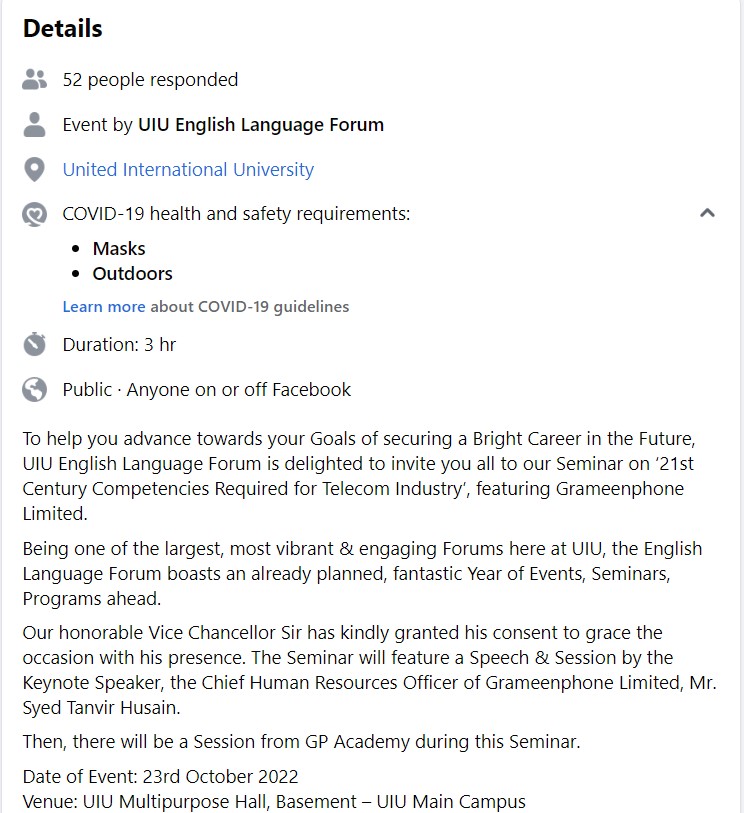 Details
52 people responded
Event by UIU English Language Forum
United International University
COVID-19 health and safety requirements:
• Masks
• Outdoors
Learn more about COVID-19 guidelines
Duration: 3 hr
Public · Anyone on or off Facebook
To help you advance towards your Goals of securing a Bright Career in the Future,
UIU English Language Forum is delighted to invite you all to our Seminar on ‘21st
Century Competencies Required for Telecom Industry’, featuring Grameenphone
Limited.
Being one of the largest, most vibrant & engaging Forums here at UIU, the English
Language Forum boasts an already planned, fantastic Year of Events, Seminars,
Programs ahead.
Our honorable Vice Chancellor Sir has kindly granted his consent to grace the
occasion with his presence. The Seminar will feature a Speech & Session by the
Keynote Speaker, the Chief Human Resources Officer of Grameenphone Limited, Mr.
Syed Tanvir Husain.
Then, there will be a Session from GP Academy during this Seminar.
Date of Event: 23rd October 2022
Venue: UIU Multipurpose Hall, Basement – UIU Main Campus